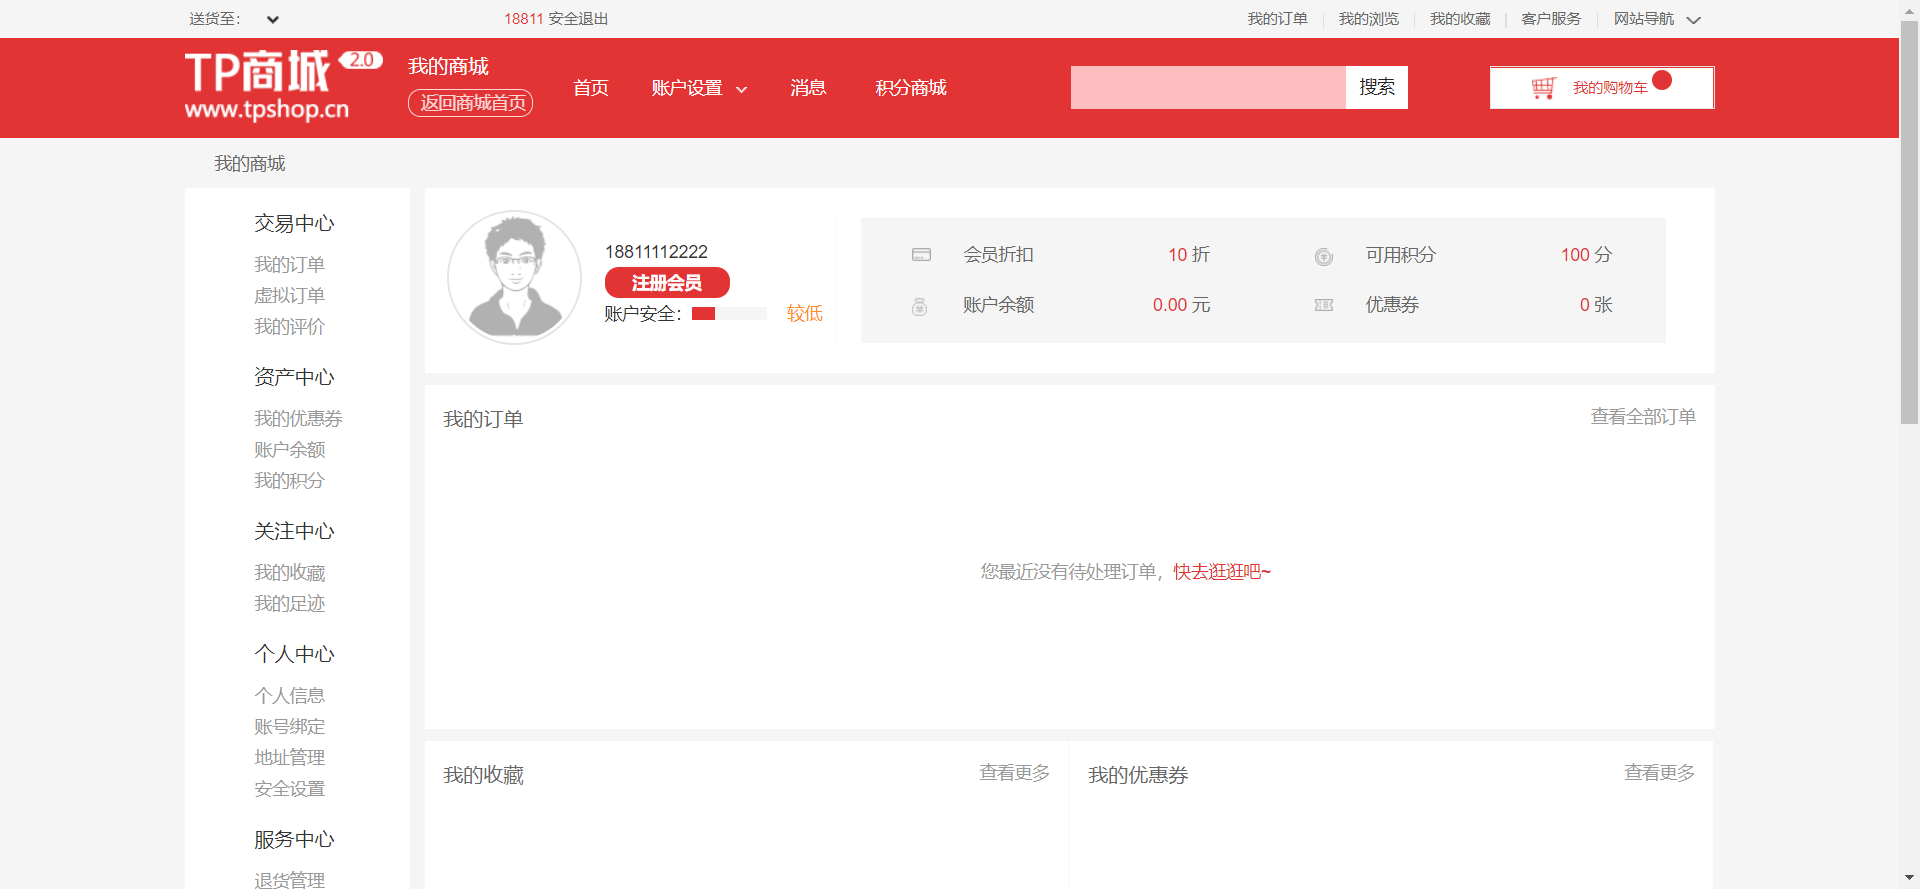 送货至：
18811 安全退出
我的订单
我的浏览
我的收藏
客户服务
网站导航
TP商城 2.0
www.tpshop.cn
我的商城
返回商城首页
首页
账户设置
消息
积分商城
搜索
我的购物车
我的商城
交易中心
我的订单
虚拟订单
我的评价
资产中心
我的优惠券
账户余额
我的积分
关注中心
我的收藏
我的足迹
个人中心
个人信息
账号绑定
地址管理
安全设置
服务中心
退货管理
18811112222
注册会员
账户安全： 较低
会员折扣 10 折
可用积分 100 分
账户余额 0.00 元
优惠券 0 张
我的订单
查看全部订单
您最近没有待处理订单，快去逛逛吧~
我的收藏
查看更多
我的优惠券
查看更多